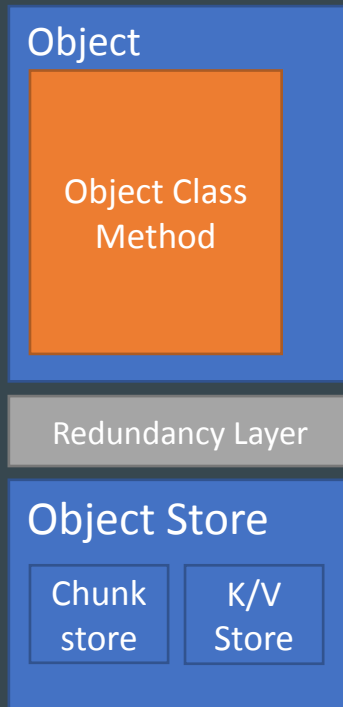 Object
Object Class
Method
Redundancy Layer
Object Store
Chunk
store
K/V
Store